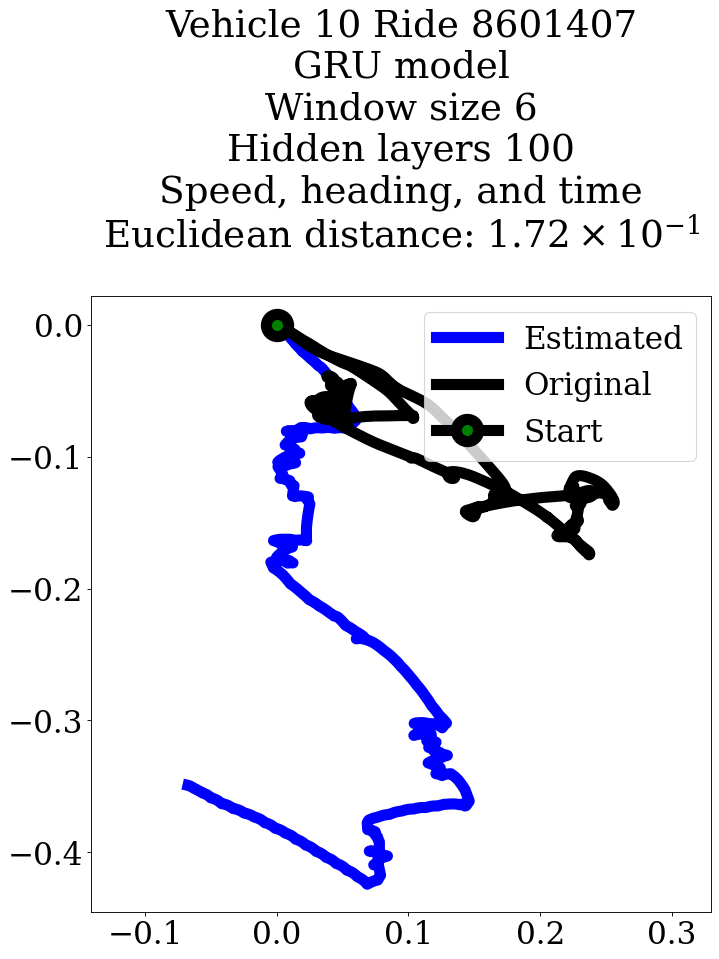 Vehicle 10 Ride 8601407
GRU model
Window size 6
Hidden layers 100
Speed, heading, and time
Euclidean distance: 1.72 × 10⁻¹
Estimated
Original
Start
0.0
−0.1
−0.2
−0.3
−0.4
−0.1 0.0 0.1 0.2 0.3